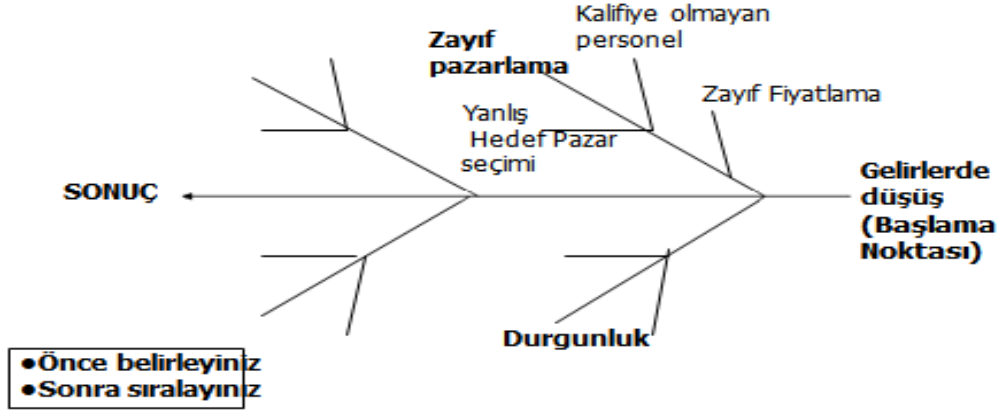 Kalifiye olmayan
personel
Zayıf
pazarlama
Zayıf Fiyatlama
Yanlış
Hedef Pazar
seçimi
SONUÇ
Gelirlerde
düşüş
(Başlama
Noktası)
Durgunluk
●Önce belirleyiniz
●Sonra sıralayınız